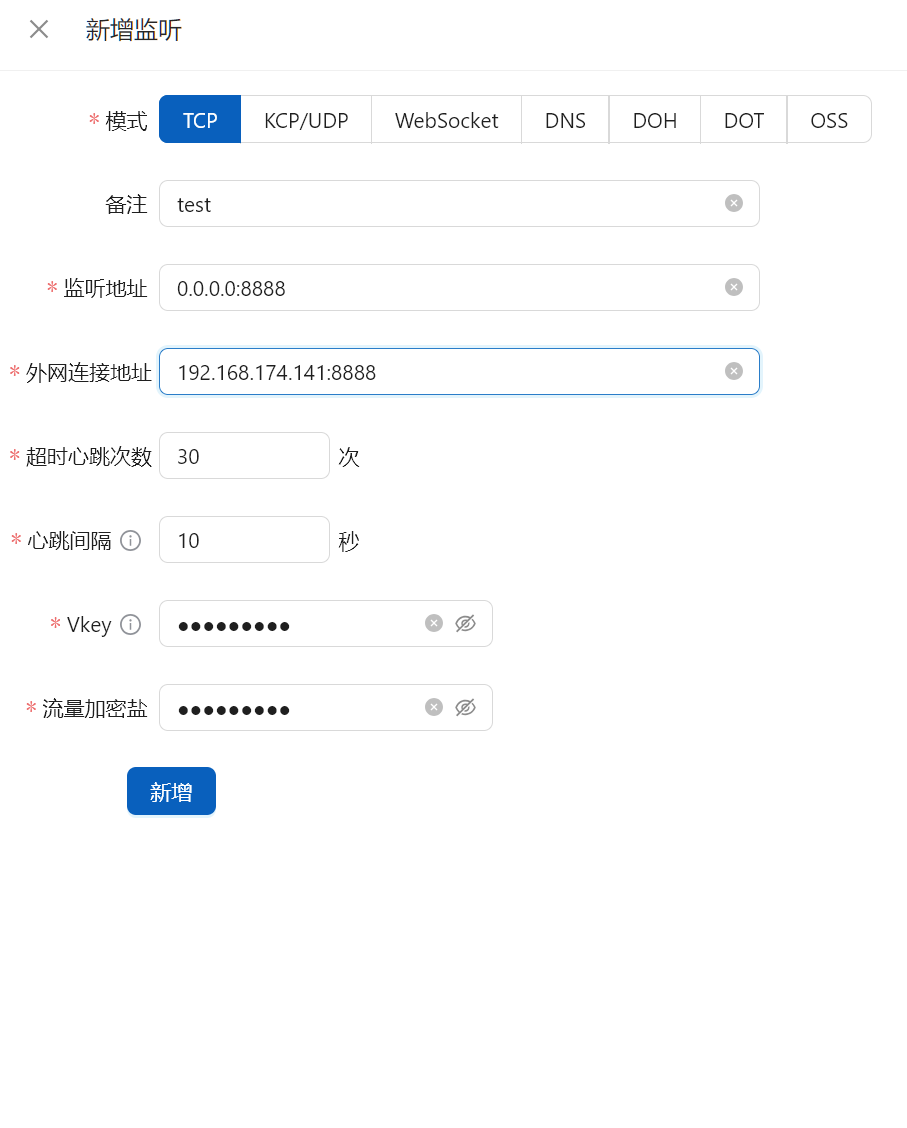 新增监听
* 模式 TCP KCP/UDP WebSocket DNS DOH DOT OSS
备注 test
* 监听地址 0.0.0.0:8888
* 外网连接地址 192.168.174.141:8888
* 超时心跳次数 30 次
* 心跳间隔 10 秒
* Vkey •••••••••
* 流量加密盐 •••••••••
新增